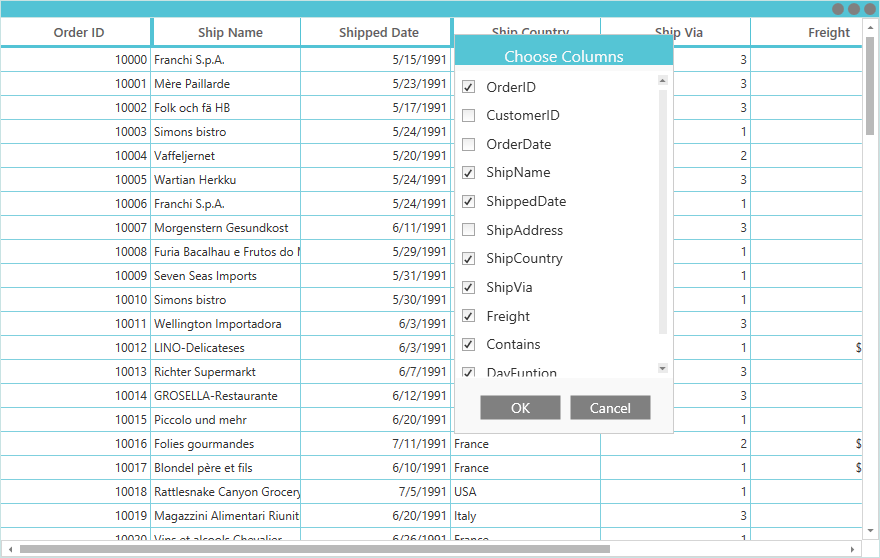 Order ID Ship Name Shipped Date Ship Country Ship Via Freight
Choose Columns
OrderID
CustomerID
OrderDate
ShipName
ShippedDate
ShipAddress
ShipCountry
ShipVia
Freight
Contains
DayFuntion
OK Cancel
10000 Franchi S.p.A. 5/15/1991 3
10001 Mère Paillarde 5/23/1991 3
10002 Folk och fä HB 5/17/1991 3
10003 Simons bistro 5/24/1991 1
10004 Vaffeljernet 5/20/1991 2
10005 Wartian Herkku 5/24/1991 3
10006 Franchi S.p.A. 5/24/1991 1
10007 Morgenstern Gesundkost 6/11/1991 3
10008 Furia Bacalhau e Frutos do 5/29/1991 1
10009 Seven Seas Imports 5/31/1991 1
10010 Simons bistro 5/30/1991 1
10011 Wellington Importadora 6/3/1991 3
10012 LINO-Delicateses 6/3/1991 1 $
10013 Richter Supermarkt 6/7/1991 3
10014 GROSELLA-Restaurante 6/12/1991 3
10015 Piccolo und mehr 6/20/1991 1
10016 Folies gourmandes 7/11/1991 France 2 $
10017 Blondel père et fils 6/10/1991 France 1 $
10018 Rattlesnake Canyon Grocery 7/5/1991 USA 1
10019 Magazzini Alimentari Riunit 6/20/1991 Italy 3
10020 Vins et alcools Chevalier 6/26/1991 France 1